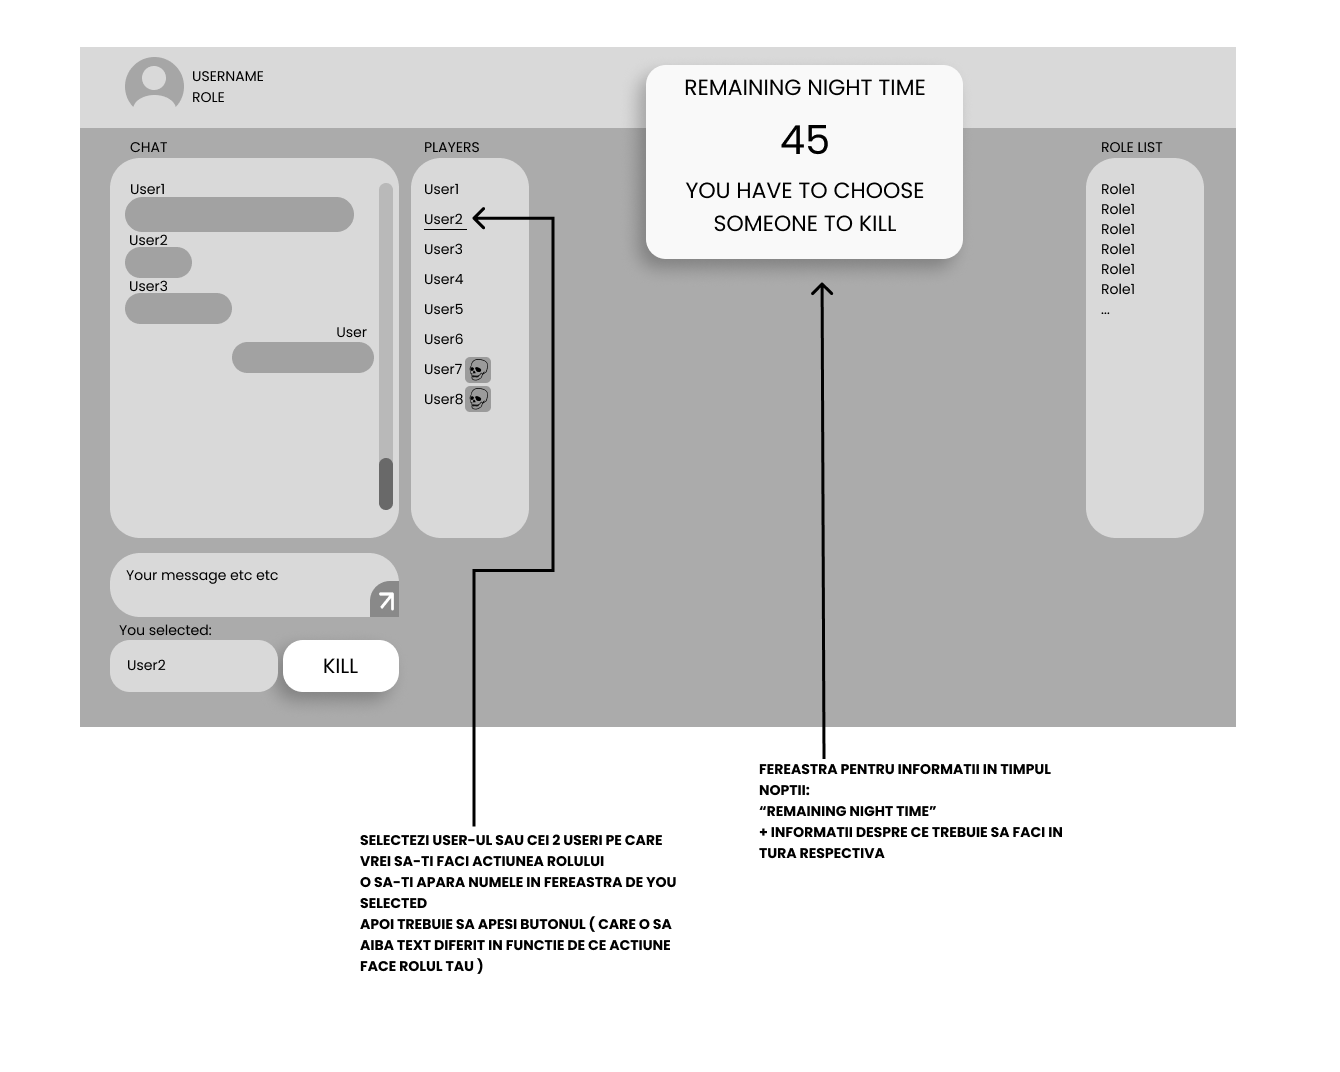 USERNAME
ROLE
REMAINING NIGHT TIME
45
YOU HAVE TO CHOOSE
SOMEONE TO KILL
CHAT
User1
User2
User3
User
Your message etc etc
You selected:
User2
KILL
PLAYERS
User1
User2
User3
User4
User5
User6
User7
User8
ROLE LIST
Role1
Role1
Role1
Role1
Role1
Role1
...
SELECTEZI USER-UL SAU CEI 2 USERI PE CARE
VREI SA-TI FACI ACTIUNEA ROLULUI
O SA-TI APARA NUMELE IN FEREASTRA DE YOU
SELECTED
APOI TREBUIE SA APESI BUTONUL ( CARE O SA
AIBA TEXT DIFERIT IN FUNCTIE DE CE ACTIUNE
FACE ROLUL TAU )
FEREASTRA PENTRU INFORMATII IN TIMPUL
NOPTII:
“REMAINING NIGHT TIME”
+ INFORMATII DESPRE CE TREBUIE SA FACI IN
TURA RESPECTIVA